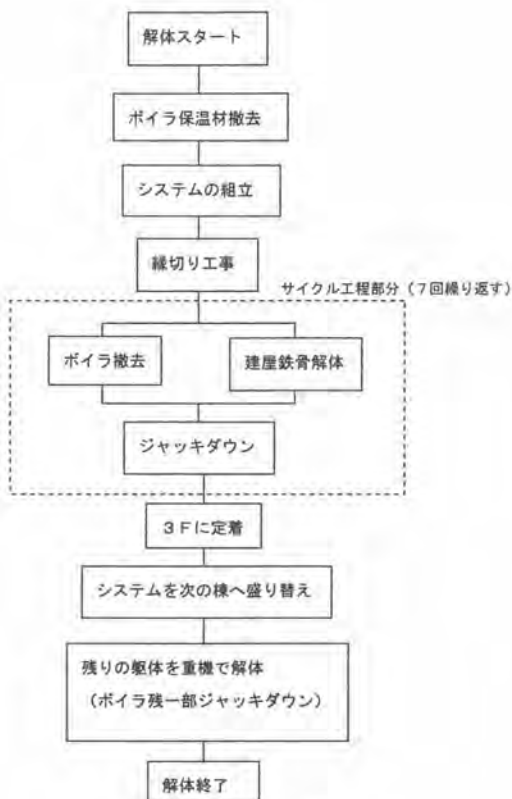 解体スタート
ボイラ保温材撤去
システムの組立
縁切り工事
サイクル工程部分（７回繰り返す）
ボイラ撤去
建屋鉄骨解体
ジャッキダウン
３Ｆに定着
システムを次の棟へ盛り替え
残りの躯体を重機で解体
（ボイラ残一部ジャッキダウン）
解体終了